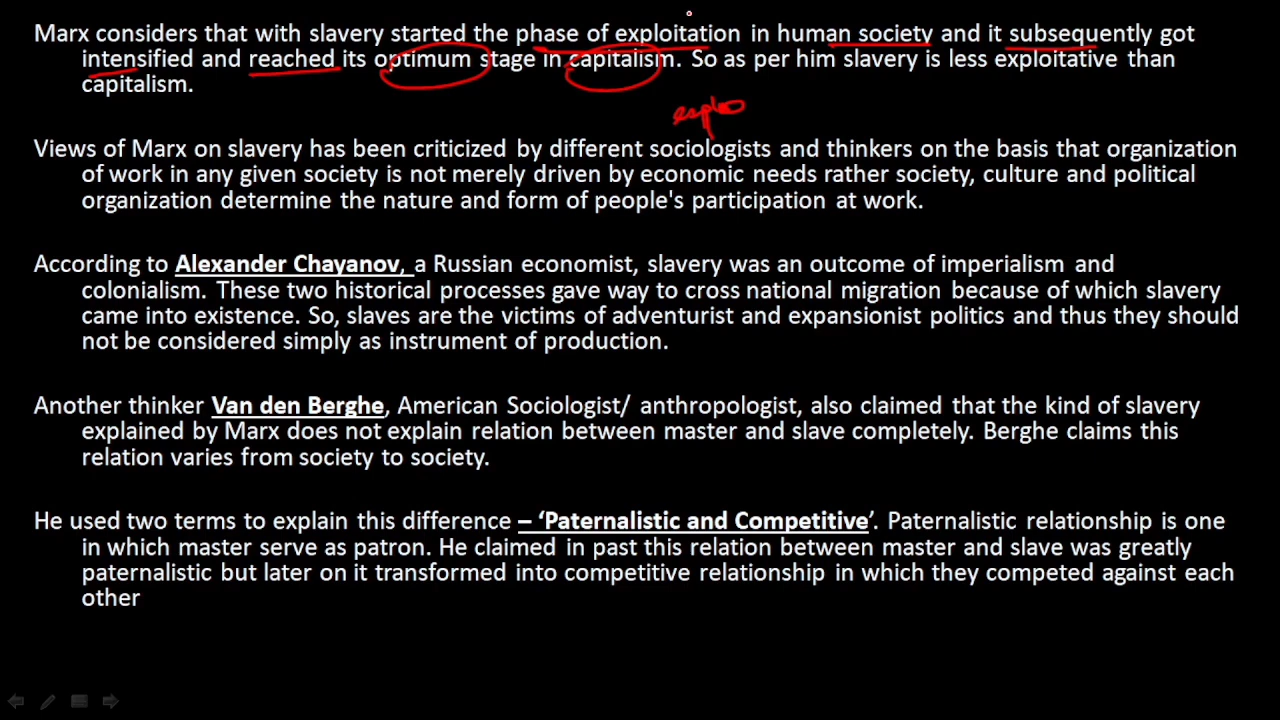 Marx considers that with slavery started the phase of exploitation in human society and it subsequently got
intensified and reached its optimum stage in capitalism. So as per him slavery is less exploitative than
capitalism.
explo
Views of Marx on slavery has been criticized by different sociologists and thinkers on the basis that organization
of work in any given society is not merely driven by economic needs rather society, culture and political
organization determine the nature and form of people's participation at work.
According to Alexander Chayanov, a Russian economist, slavery was an outcome of imperialism and
colonialism. These two historical processes gave way to cross national migration because of which slavery
came into existence. So, slaves are the victims of adventurist and expansionist politics and thus they should
not be considered simply as instrument of production.
Another thinker Van den Berghe, American Sociologist/ anthropologist, also claimed that the kind of slavery
explained by Marx does not explain relation between master and slave completely. Berghe claims this
relation varies from society to society.
He used two terms to explain this difference – ‘Paternalistic and Competitive’. Paternalistic relationship is one
in which master serve as patron. He claimed in past this relation between master and slave was greatly
paternalistic but later on it transformed into competitive relationship in which they competed against each
other